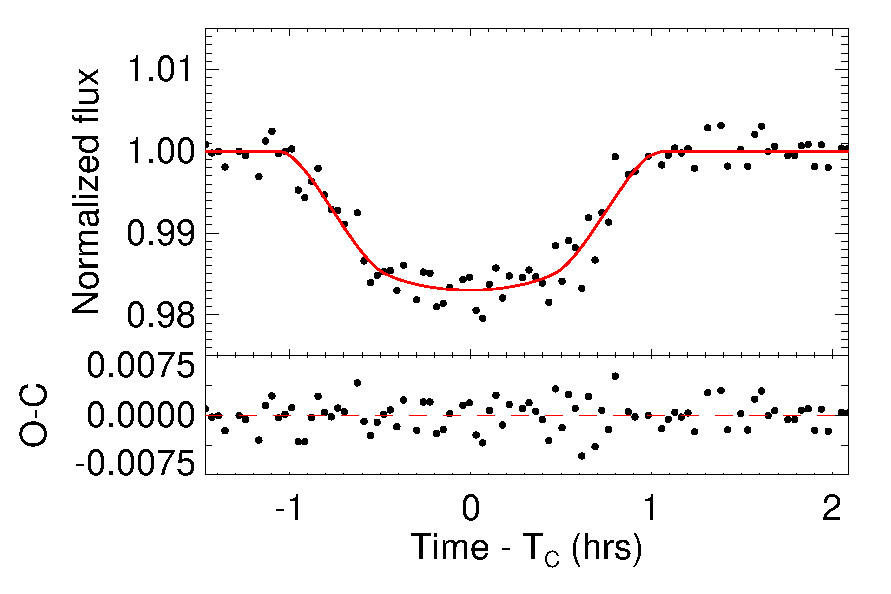 Normalized flux
1.01
1.00
0.99
0.98
O-C
0.0075
0.0000
-0.0075
-1 0 1 2
Time - T_C (hrs)